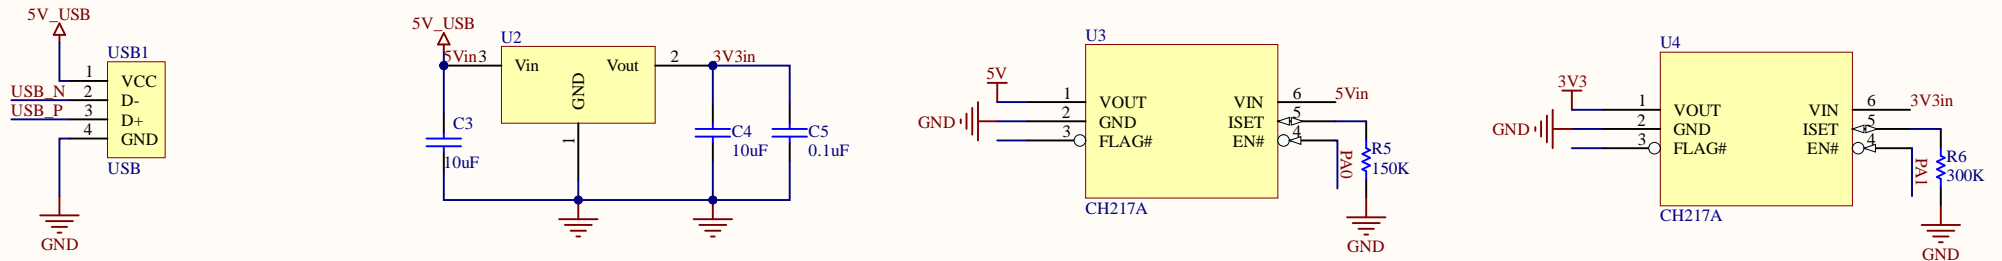 5V_USB
USB1
1 VCC
USB_N 2 D-
USB_P 3 D+
4 GND
USB
GND
5V_USB
U2
5Vin 3 Vin Vout 2 3V3in
GND
1
C3
10uF
C4
10uF
C5
0.1uF
U3
5V
1 VOUT VIN 6 5Vin
GND 2 GND ISET 5
3 FLAG# EN# 4
PA0
R5
150K
CH217A
GND
U4
3V3
1 VOUT VIN 6 3V3in
GND 2 GND ISET 5
3 FLAG# EN# 4
PA1
R6
300K
CH217A
GND